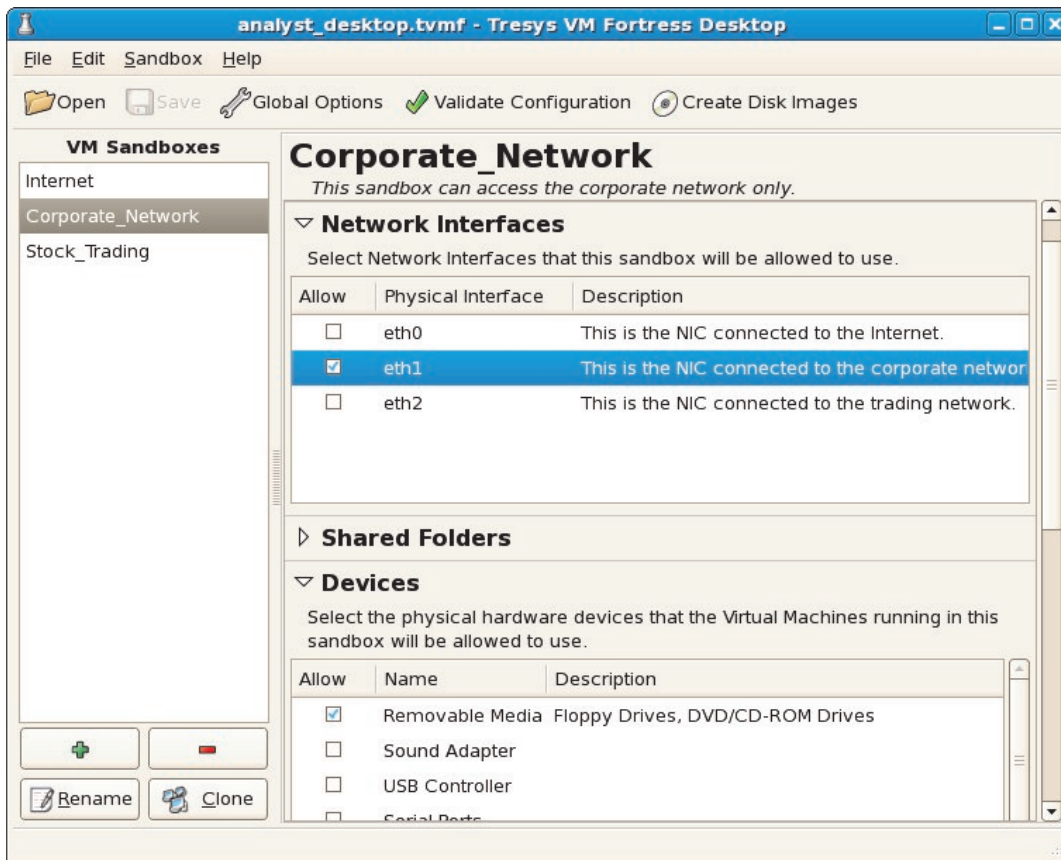 analyst_desktop.tvmf - Tresys VM Fortress Desktop
File Edit Sandbox Help
Open Save Global Options Validate Configuration Create Disk Images
VM Sandboxes
Internet
Corporate_Network
Stock_Trading
Rename Clone
Corporate_Network
This sandbox can access the corporate network only.
Network Interfaces
Select Network Interfaces that this sandbox will be allowed to use.
Allow Physical Interface Description
eth0 This is the NIC connected to the Internet.
eth1 This is the NIC connected to the corporate networ
eth2 This is the NIC connected to the trading network.
Shared Folders
Devices
Select the physical hardware devices that the Virtual Machines running in this
sandbox will be allowed to use.
Allow Name Description
Removable Media Floppy Drives, DVD/CD-ROM Drives
Sound Adapter
USB Controller
Serial Ports